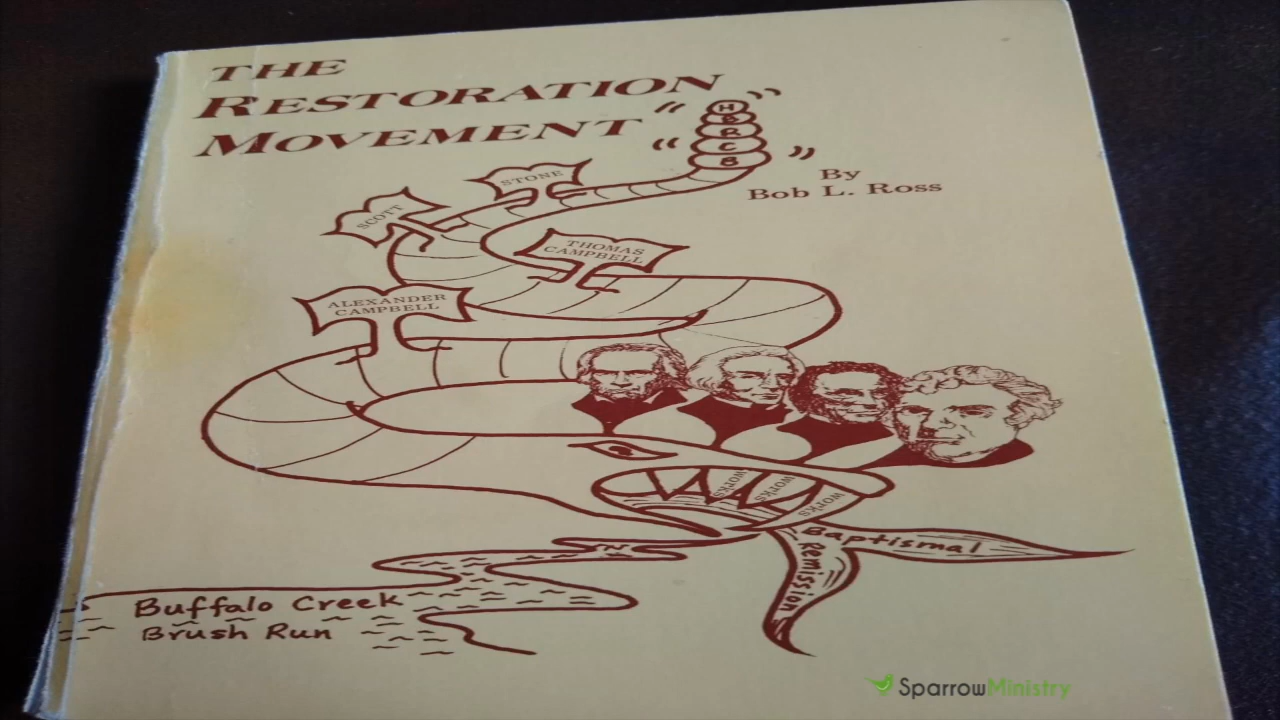 THE
RESTORATION
MOVEMENT
" "
" "
H
D
R
C
B
By
Bob L. Ross
STONE
SCOTT
THOMAS
CAMPBELL
ALEXANDER
CAMPBELL
works
works
works
Baptismal
Remission
Buffalo Creek
Brush Run
SparrowMinistry